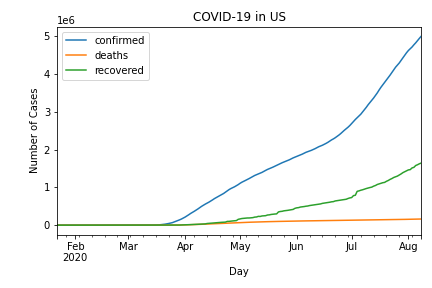 COVID-19 in US
1e6
confirmed
deaths
recovered
5
4
3
2
1
0
Number of Cases
Feb
2020
Mar
Apr
May
Jun
Jul
Aug
Day